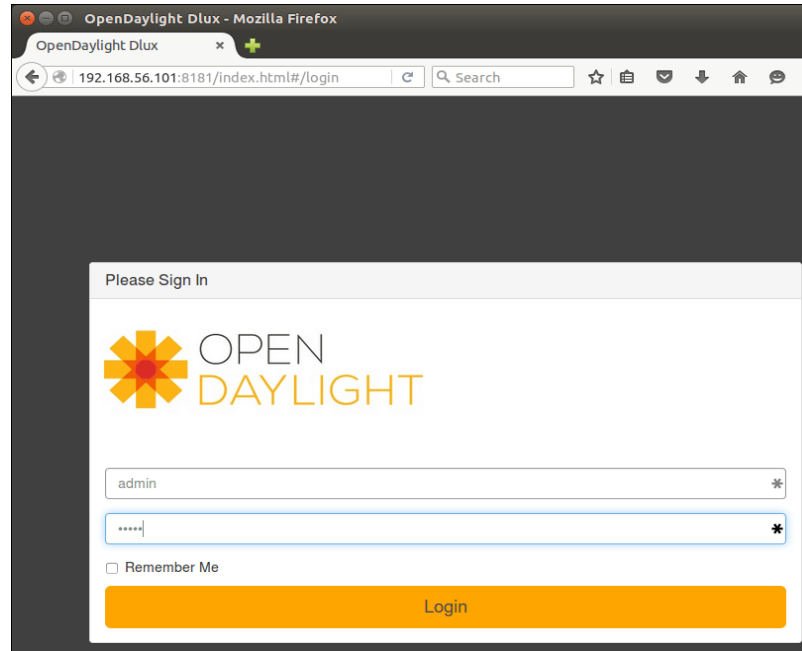 OpenDaylight Dlux - Mozilla Firefox
OpenDaylight Dlux
192.168.56.101:8181/index.html#/login
Search
Please Sign In
OPEN
DAYLIGHT
admin
•••••
Remember Me
Login